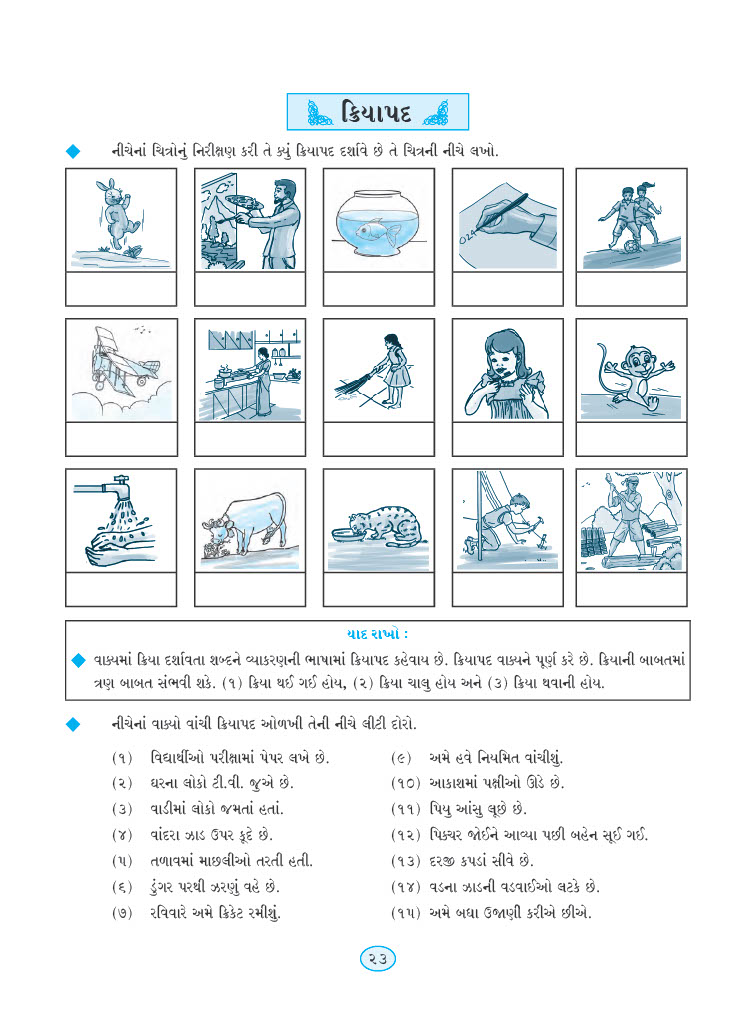 ક્રિયાપદ
નીચેનાં ચિત્રોનું નિરીક્ષણ કરી તે ક્યું ક્રિયાપદ દર્શાવે છે તે ચિત્રની નીચે લખો.
યાદ રાખો :
વાક્યમાં ક્રિયા દર્શાવતા શબ્દને વ્યાકરણની ભાષામાં ક્રિયાપદ કહેવાય છે. ક્રિયાપદ વાક્યને પૂર્ણ કરે છે. ક્રિયાની બાબતમાં
ત્રણ બાબત સંભવી શકે. (૧) ક્રિયા થઈ ગઈ હોય, (૨) ક્રિયા ચાલુ હોય અને (૩) ક્રિયા થવાની હોય.
નીચેનાં વાક્યો વાંચી ક્રિયાપદ ઓળખી તેની નીચે લીટી દોરો.
(૧) વિદ્યાર્થીઓ પરીક્ષામાં પેપર લખે છે.
(૨) ઘરના લોકો ટી.વી. જુએ છે.
(૩) વાડીમાં લોકો જમતાં હતાં.
(૪) વાંદરા ઝાડ ઉપર કૂદે છે.
(૫) તળાવમાં માછલીઓ તરતી હતી.
(૬) ડુંગર પરથી ઝરણું વહે છે.
(૭) રવિવારે અમે ક્રિકેટ રમીશું.
(૯) અમે હવે નિયમિત વાંચીશું.
(૧૦) આકાશમાં પક્ષીઓ ઊડે છે.
(૧૧) પિયુ આંસુ લૂછે છે.
(૧૨) પિક્ચર જોઈને આવ્યા પછી બહેન સૂઈ ગઈ.
(૧૩) દરજી કપડાં સીવે છે.
(૧૪) વડના ઝાડની વડવાઈઓ લટકે છે.
(૧૫) અમે બધા ઉજાણી કરીએ છીએ.
૨૩